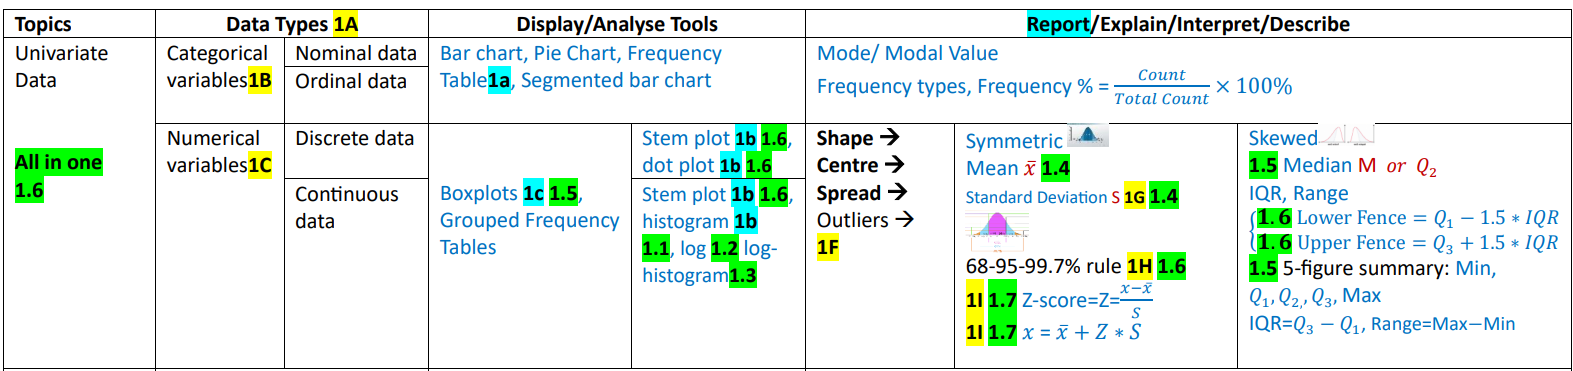 Topics
Data Types 1A
Display/Analyse Tools
Report/Explain/Interpret/Describe
Univariate
Data
All in one
1.6
Categorical
variables1B
Nominal data
Ordinal data
Bar chart, Pie Chart, Frequency
Table1a, Segmented bar chart
Mode/ Modal Value
Frequency types, Frequency % = Count/Total Count × 100%
Numerical
variables1C
Discrete data
Continuous
data
Boxplots 1c 1.5,
Grouped Frequency
Tables
Stem plot 1b 1.6,
dot plot 1b 1.6
Stem plot 1b 1.6,
histogram 1b
1.1, log 1.2 log-
histogram1.3
Shape →
Centre →
Spread →
Outliers →
1F
Symmetric
Mean x̄ 1.4
Standard Deviation S 1G 1.4
68-95-99.7% rule 1H 1.6
1I 1.7 Z-score=Z=(x−x̄)/S
1I 1.7 x = x̄ + Z ∗ S
Skewed
1.5 Median M or Q₂
IQR, Range
{1.6 Lower Fence = Q₁ − 1.5 ∗ IQR
1.6 Upper Fence = Q₃ + 1.5 ∗ IQR
1.5 5-figure summary: Min,
Q₁, Q₂,, Q₃, Max
IQR=Q₃ − Q₁, Range=Max−Min